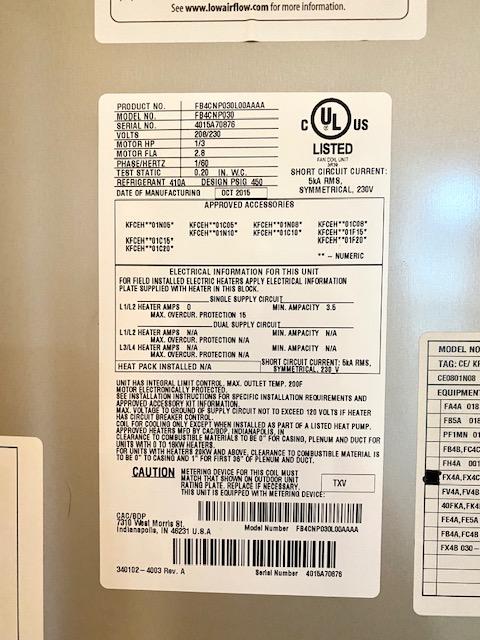 See www.lowairflow.com for more information.
PRODUCT NO. FB4CNP030L00AAAA
MODEL NO. FB4CNP030
SERIAL NO. 4015A70876
VOLTS 208/230
MOTOR HP 1/3
MOTOR FLA 2.8
PHASE/HERTZ 1/60
TEST STATIC 0.20 IN. W.C.
REFRIGERANT 410A DESIGN PSIG 450
DATE OF MANUFACTURING OCT 2015
C UL US
LISTED
FAN COIL UNIT
SHORT CIRCUIT CURRENT:
5kA RMS,
SYMMETRICAL, 230V
APPROVED ACCESSORIES
KFCEH**01N05* KFCEH**01C05* KFCEH**01N08* KFCEH**01C08*
KFCEH**01N10* KFCEH**01C10* KFCEH**01F15*
KFCEH**01C15* KFCEH**01F20*
KFCEH**01C20*
** - NUMERIC
ELECTRICAL INFORMATION FOR THIS UNIT
FOR FIELD INSTALLED ELECTRIC HEATERS APPLY ELECTRICAL INFORMATION
PLATE SUPPLIED WITH HEATER IN THIS BLOCK.
SINGLE SUPPLY CIRCUIT
L1/L2 HEATER AMPS 0 MIN. AMPACITY 3.5
MAX. OVERCUR. PROTECTION 15
DUAL SUPPLY CIRCUIT
L1/L2 HEATER AMPS N/A MIN. AMPACITY N/A
MAX. OVERCUR. PROTECTION N/A
L3/L4 HEATER AMPS N/A MIN. AMPACITY N/A
MAX. OVERCUR. PROTECTION N/A
HEAT PACK INSTALLED N/A
SHORT CIRCUIT CURRENT: 5kA RMS,
SYMMETRICAL, 230 V
UNIT HAS INTEGRAL LIMIT CONTROL. MAX. OUTLET TEMP. 200F
MOTOR ELECTRONICALLY PROTECTED.
SEE INSTALLATION INSTRUCTIONS FOR SPECIFIC INSTALLATION REQUIREMENTS AND
APPROVED ACCESSORY KIT INFORMATION.
MAX. VOLTAGE TO GROUND OF SUPPLY CIRCUIT NOT TO EXCEED 120 VOLTS IF HEATER
HAS CIRCUIT BREAKER CONTROL.
COIL FOR COOLING ONLY EXCEPT WHEN INSTALLED AS PART OF A LISTED HEAT PUMP.
APPROVED HEATERS MFG BY CAC/BDP, INDIANAPOLIS, IN
CLEARANCE TO COMBUSTIBLE MATERIALS TO BE 0" FOR CASING, PLENUM AND DUCT FOR
UNITS WITH 0 TO 19KW HEATERS.
FOR UNITS WITH HEATERS 20KW AND ABOVE, CLEARANCE TO COMBUSTIBLE MATERIAL IS
TO BE 0" TO CASING AND 1" FOR FIRST 36" OF PLENUM AND DUCT.
CAUTION METERING DEVICE FOR THIS COIL MUST
MATCH THAT SHOWN ON OUTDOOR UNIT
RATING PLATE. REPLACE IF NECESSARY.
THIS UNIT IS EQUIPPED WITH METERING DEVICE:
TXV
CAC/BDP
7310 West Morris St.
Indianapolis, IN 46231 U.S.A
Model Number FB4CNP030L00AAAA
340102-4003 Rev. A
Serial Number 4015A70876
MODEL NO
TAG: CE/ KF
CE0801N08
EQUIPMENT
FA4A 018
FB5A 018
PF1MN 01
FB4B, FC4C
FH4A 001
FX4A, FX4C
FV4A, FV4B
40FKA, FK4
FE4A, FE5A
FB4A, FC4B
FX4B 030 -